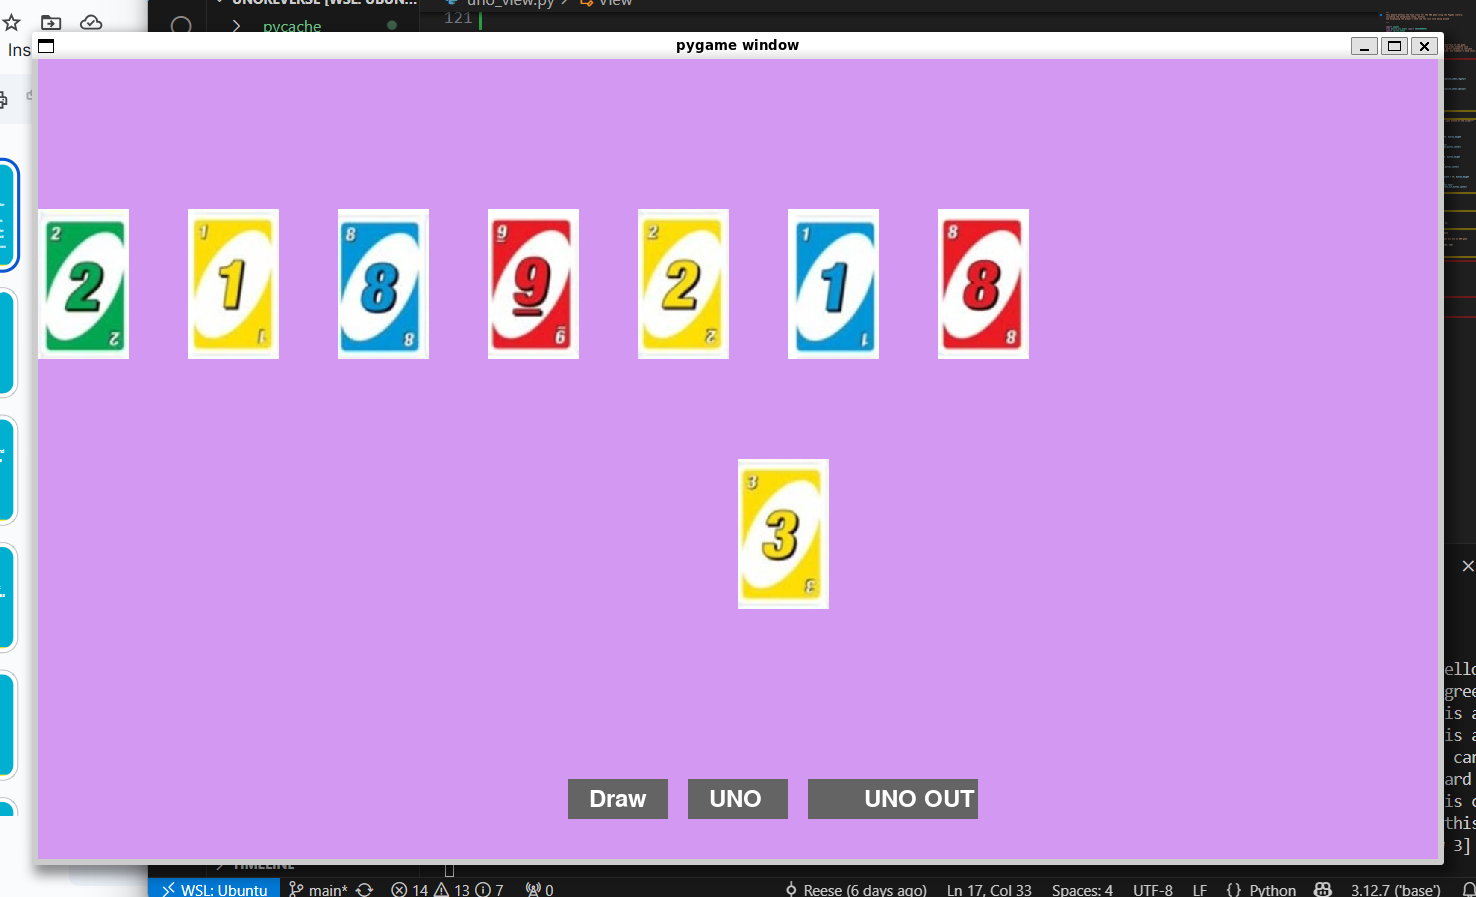 UNOREVERSE [WSL: UBUN...
uno_view.py > View
pycache
121
Ins
pygame window
2 1 8 9 2 1 8
2 1 8 9 2 1 8
2 1 8 9 2 1 8
3
3
3
Draw UNO UNO OUT
gree
is a
is a
car
ard
is c
this
3]
TIMELINE
WSL: Ubuntu main* 14 13 7 0 Reese (6 days ago) Ln 17, Col 33 Spaces: 4 UTF-8 LF {} Python 3.12.7 ('base')